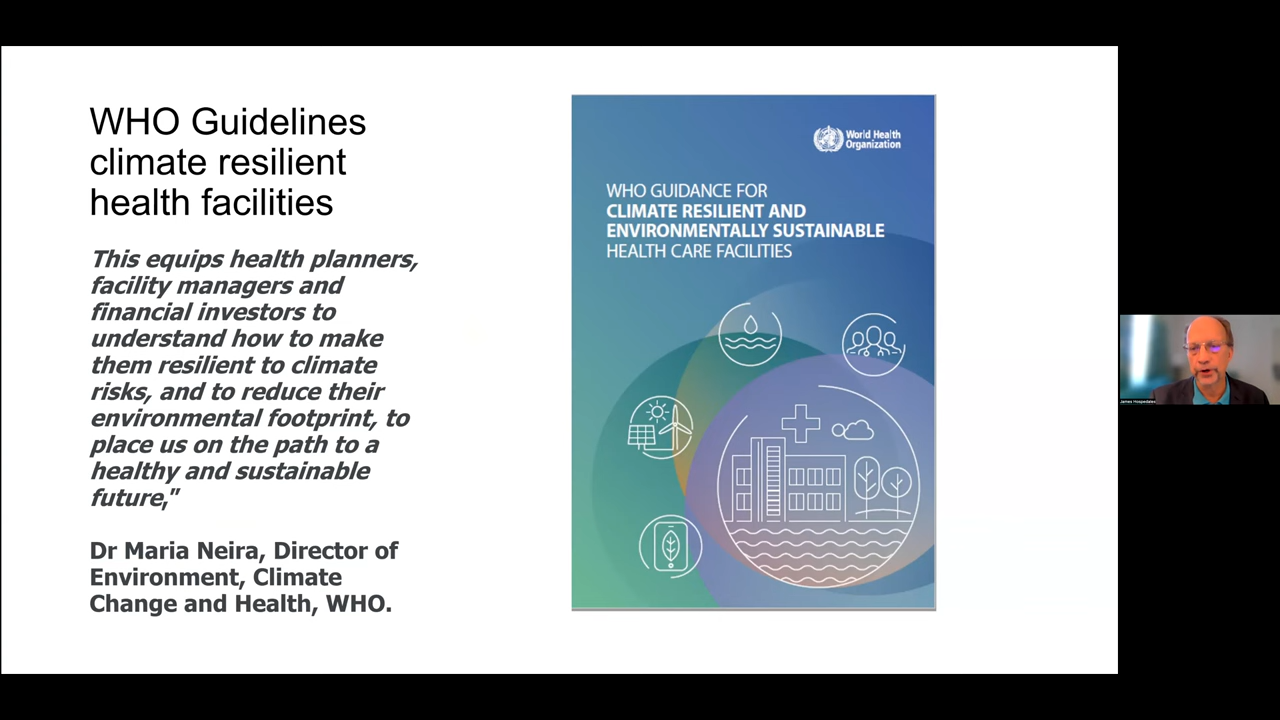 WHO Guidelines
climate resilient
health facilities
This equips health planners,
facility managers and
financial investors to
understand how to make
them resilient to climate
risks, and to reduce their
environmental footprint, to
place us on the path to a
healthy and sustainable
future,"
Dr Maria Neira, Director of
Environment, Climate
Change and Health, WHO.
World Health
Organization
WHO GUIDANCE FOR
CLIMATE RESILIENT AND
ENVIRONMENTALLY SUSTAINABLE
HEALTH CARE FACILITIES
James Hospedales